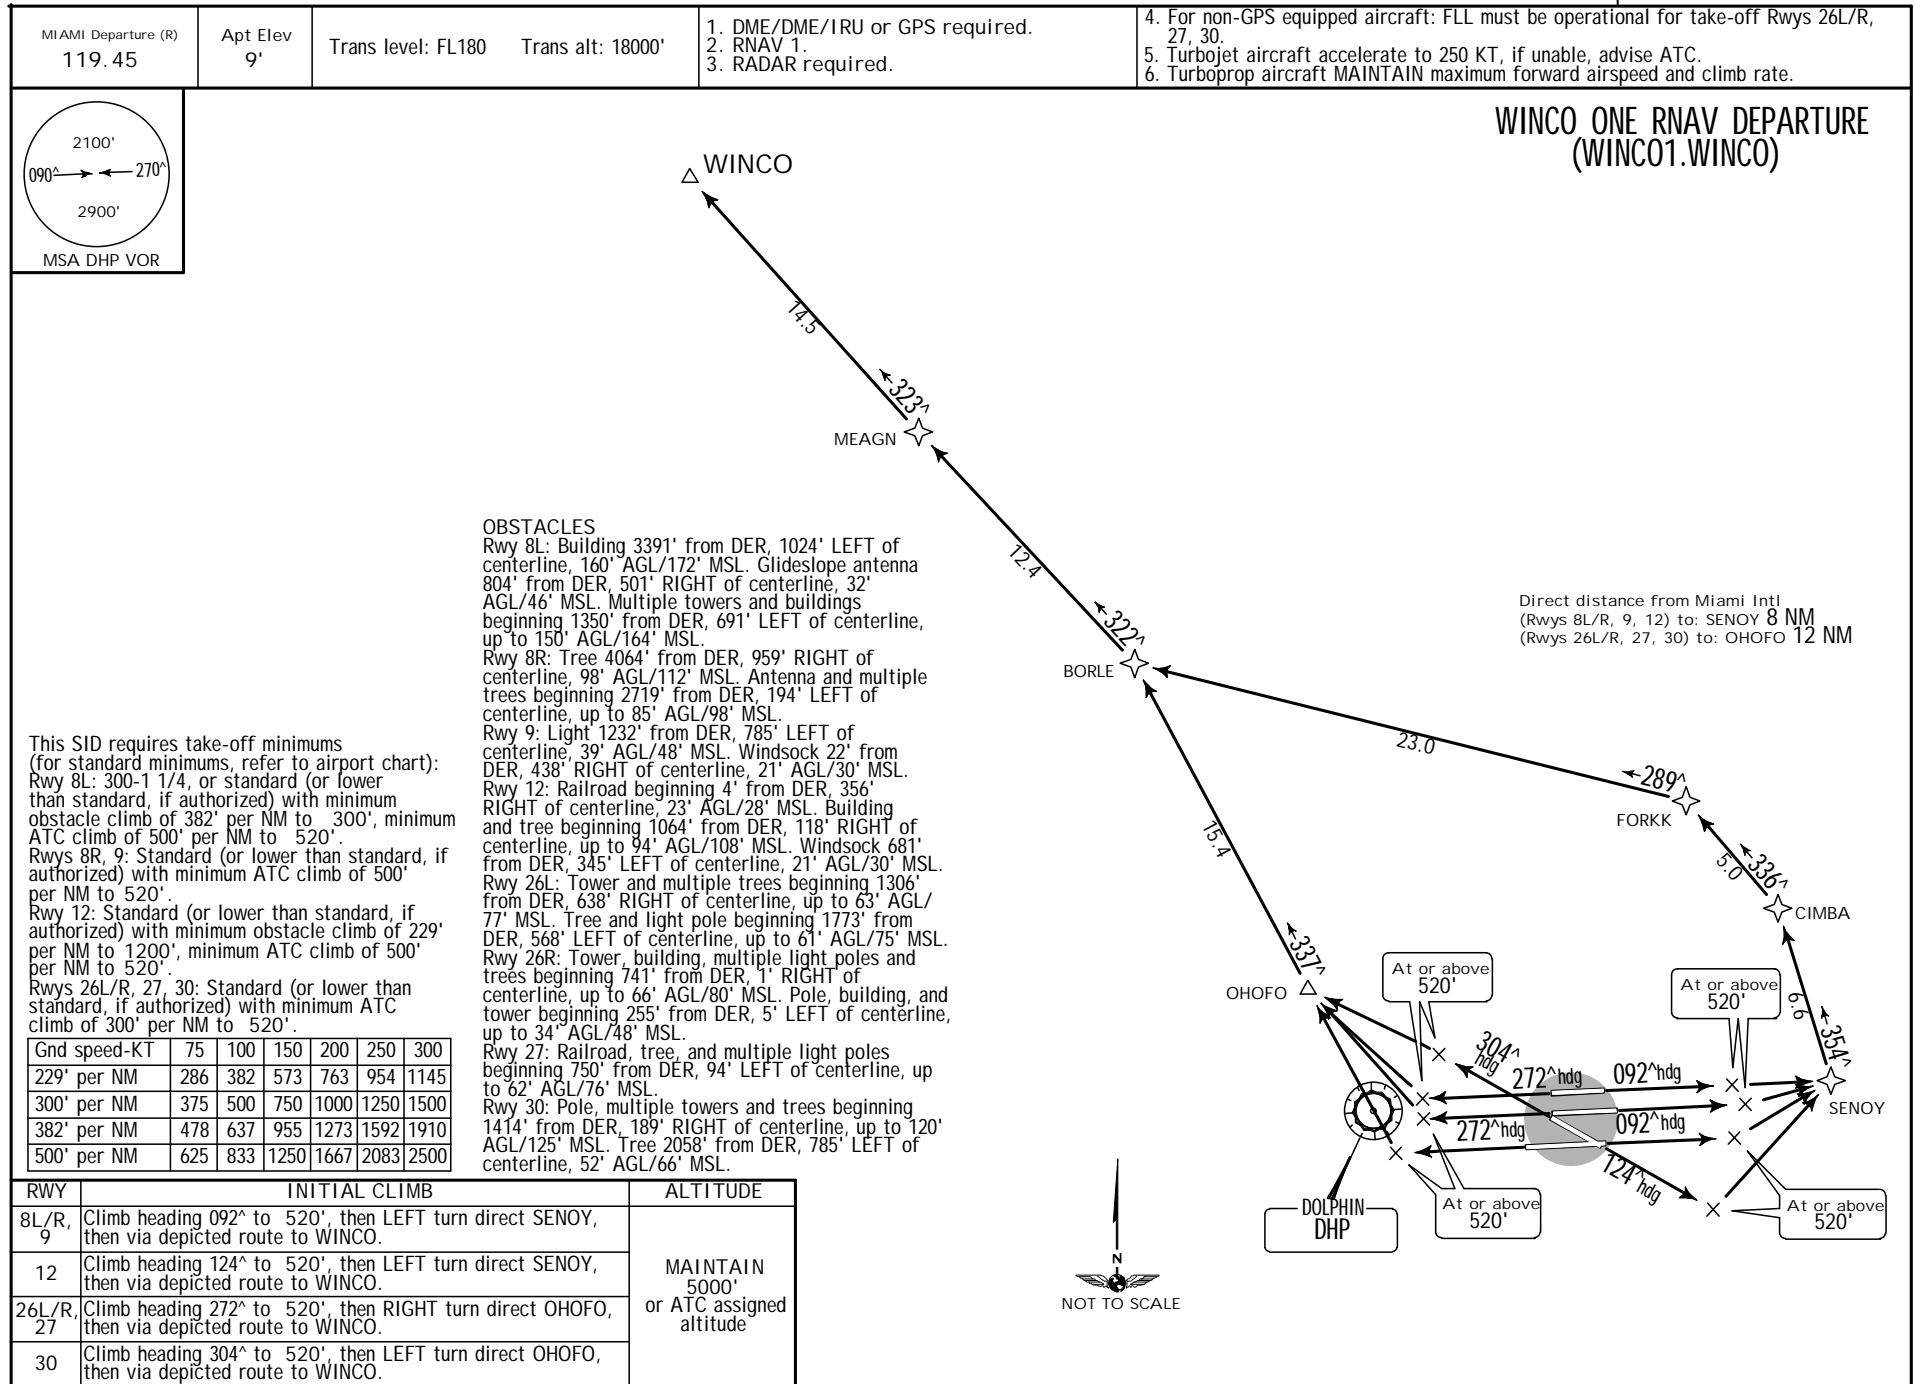 MIAMI Departure (R)
119.45
Apt Elev
9'
Trans level: FL180 Trans alt: 18000'
1. DME/DME/IRU or GPS required.
2. RNAV 1.
3. RADAR required.
4. For non-GPS equipped aircraft: FLL must be operational for take-off Rwys 26L/R,
27, 30.
5. Turbojet aircraft accelerate to 250 KT, if unable, advise ATC.
6. Turboprop aircraft MAINTAIN maximum forward airspeed and climb rate.
2100'
090^ 270^
2900'
MSA DHP VOR
WINCO ONE RNAV DEPARTURE
(WINCO1.WINCO)
WINCO
14.5
323^
MEAGN
12.4
322^
BORLE
23.0
289^
FORKK
5.0
336^
CIMBA
6.6
354^
SENOY
15.4
337^
OHOFO
Direct distance from Miami Intl
(Rwys 8L/R, 9, 12) to: SENOY 8 NM
(Rwys 26L/R, 27, 30) to: OHOFO 12 NM
At or above
520'
At or above
520'
304^
hdg
272^hdg
092^hdg
272^hdg
092^hdg
124^hdg
At or above
520'
At or above
520'
DOLPHIN
DHP
N
NOT TO SCALE
OBSTACLES
Rwy 8L: Building 3391' from DER, 1024' LEFT of
centerline, 160' AGL/172' MSL. Glideslope antenna
804' from DER, 501' RIGHT of centerline, 32'
AGL/46' MSL. Multiple towers and buildings
beginning 1350' from DER, 691' LEFT of centerline,
up to 150' AGL/164' MSL.
Rwy 8R: Tree 4064' from DER, 959' RIGHT of
centerline, 98' AGL/112' MSL. Antenna and multiple
trees beginning 2719' from DER, 194' LEFT of
centerline, up to 85' AGL/98' MSL.
Rwy 9: Light 1232' from DER, 785' LEFT of
centerline, 39' AGL/48' MSL. Windsock 22' from
DER, 438' RIGHT of centerline, 21' AGL/30' MSL.
Rwy 12: Railroad beginning 4' from DER, 356'
RIGHT of centerline, 23' AGL/28' MSL. Building
and tree beginning 1064' from DER, 118' RIGHT of
centerline, up to 94' AGL/108' MSL. Windsock 681'
from DER, 345' LEFT of centerline, 21' AGL/30' MSL.
Rwy 26L: Tower and multiple trees beginning 1306'
from DER, 638' RIGHT of centerline, up to 63' AGL/
77' MSL. Tree and light pole beginning 1773' from
DER, 568' LEFT of centerline, up to 61' AGL/75' MSL.
Rwy 26R: Tower, building, multiple light poles and
trees beginning 741' from DER, 1' RIGHT of
centerline, up to 66' AGL/80' MSL. Pole, building, and
tower beginning 255' from DER, 5' LEFT of centerline,
up to 34' AGL/48' MSL.
Rwy 27: Railroad, tree, and multiple light poles
beginning 750' from DER, 94' LEFT of centerline, up
to 62' AGL/76' MSL.
Rwy 30: Pole, multiple towers and trees beginning
1414' from DER, 189' RIGHT of centerline, up to 120'
AGL/125' MSL. Tree 2058' from DER, 785' LEFT of
centerline, 52' AGL/66' MSL.
This SID requires take-off minimums
(for standard minimums, refer to airport chart):
Rwy 8L: 300-1 1/4, or standard (or lower
than standard, if authorized) with minimum
obstacle climb of 382' per NM to 300', minimum
ATC climb of 500' per NM to 520'.
Rwys 8R, 9: Standard (or lower than standard, if
authorized) with minimum ATC climb of 500'
per NM to 520'.
Rwy 12: Standard (or lower than standard, if
authorized) with minimum obstacle climb of 229'
per NM to 1200', minimum ATC climb of 500'
per NM to 520'.
Rwys 26L/R, 27, 30: Standard (or lower than
standard, if authorized) with minimum ATC
climb of 300' per NM to 520'.
Gnd speed-KT 75 100 150 200 250 300
229' per NM 286 382 573 763 954 1145
300' per NM 375 500 750 1000 1250 1500
382' per NM 478 637 955 1273 1592 1910
500' per NM 625 833 1250 1667 2083 2500
RWY INITIAL CLIMB ALTITUDE
8L/R,
9
Climb heading 092^ to 520', then LEFT turn direct SENOY,
then via depicted route to WINCO.
12
Climb heading 124^ to 520', then LEFT turn direct SENOY,
then via depicted route to WINCO.
26L/R,
27
Climb heading 272^ to 520', then RIGHT turn direct OHOFO,
then via depicted route to WINCO.
30
Climb heading 304^ to 520', then LEFT turn direct OHOFO,
then via depicted route to WINCO.
MAINTAIN
5000'
or ATC assigned
altitude